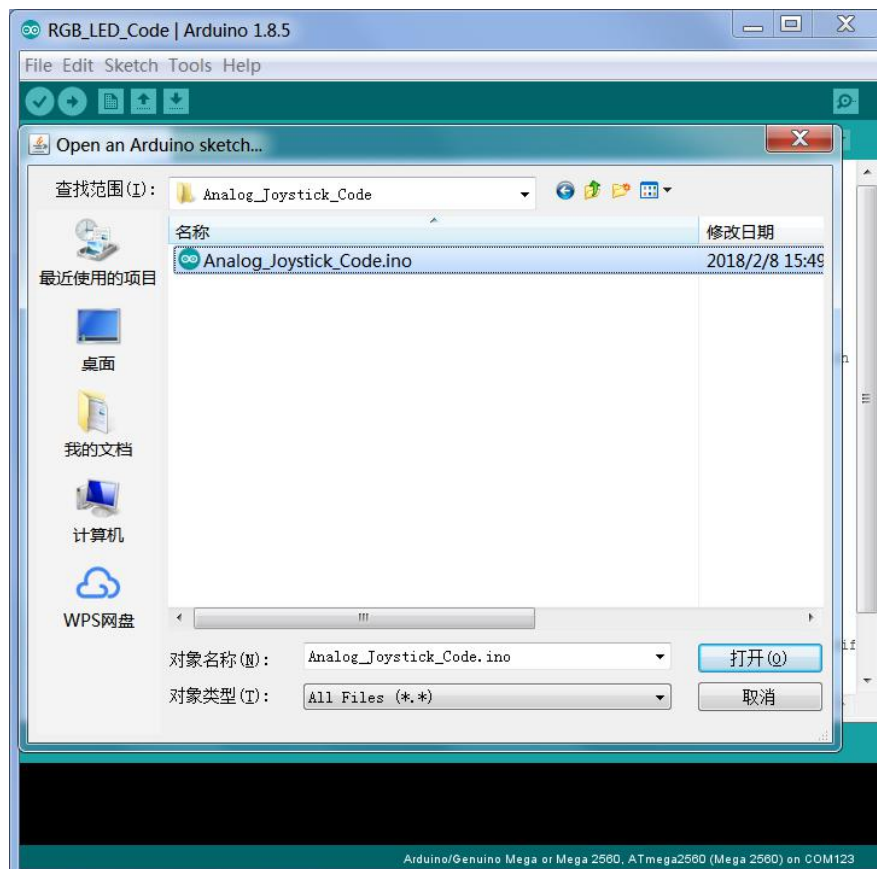 RGB_LED_Code | Arduino 1.8.5
File Edit Sketch Tools Help
Open an Arduino sketch...
查找范围(I):
Analog_Joystick_Code
名称
修改日期
Analog_Joystick_Code.ino
2018/2/8 15:49
最近使用的项目
桌面
我的文档
计算机
WPS网盘
对象名称(N):
Analog_Joystick_Code.ino
打开(O)
对象类型(T):
All Files (*.*)
取消
n
if
Arduino/Genuino Mega or Mega 2560, ATmega2560 (Mega 2560) on COM123